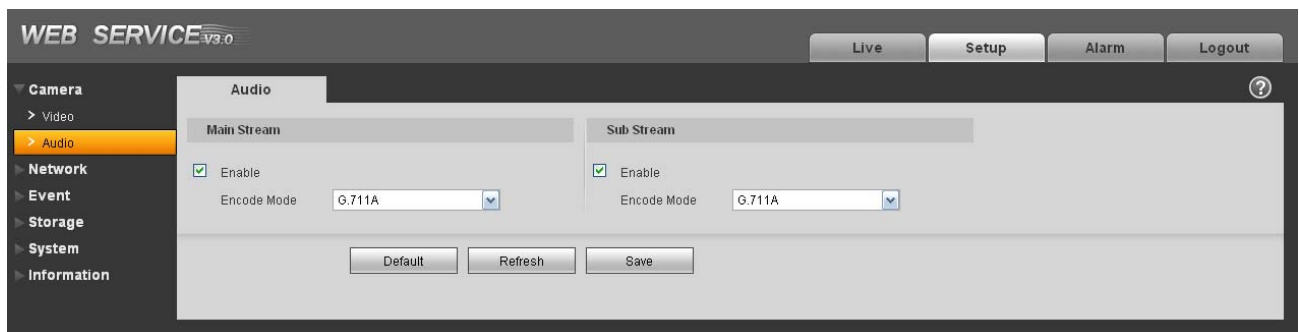 WEB SERVICE V3.0
Live Setup Alarm Logout
Camera
> Video
> Audio
Network
Event
Storage
System
Information
Audio
?
Main Stream
Enable
Encode Mode G.711A
Sub Stream
Enable
Encode Mode G.711A
Default Refresh Save